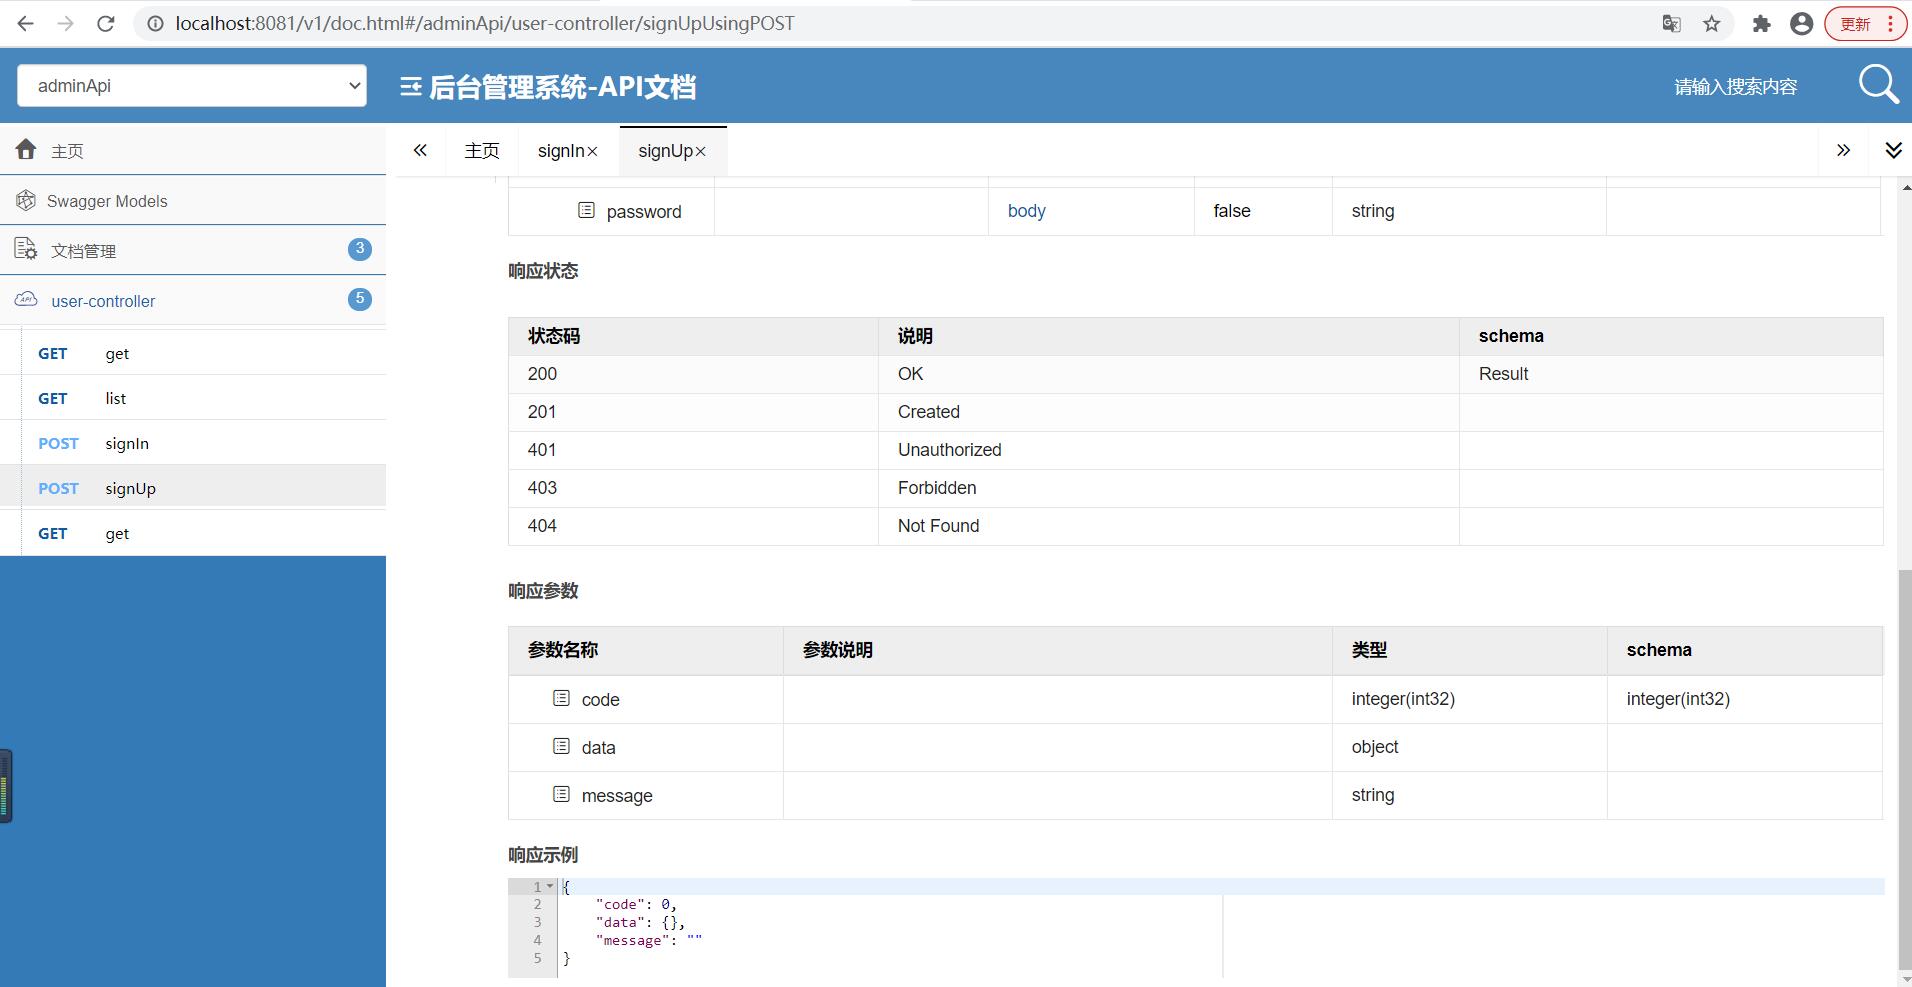 localhost:8081/v1/doc.html#/adminApi/user-controller/signUpUsingPOST
更新
adminApi
后台管理系统-API文档
请输入搜索内容
主页
Swagger Models
文档管理 3
user-controller 5
GET get
GET list
POST signIn
POST signUp
GET get
主页 signIn× signUp×
password body false string
响应状态
状态码 说明 schema
200 OK Result
201 Created
401 Unauthorized
403 Forbidden
404 Not Found
响应参数
参数名称 参数说明 类型 schema
code integer(int32) integer(int32)
data object
message string
响应示例
1 {
2 "code": 0,
3 "data": {},
4 "message": ""
5 }